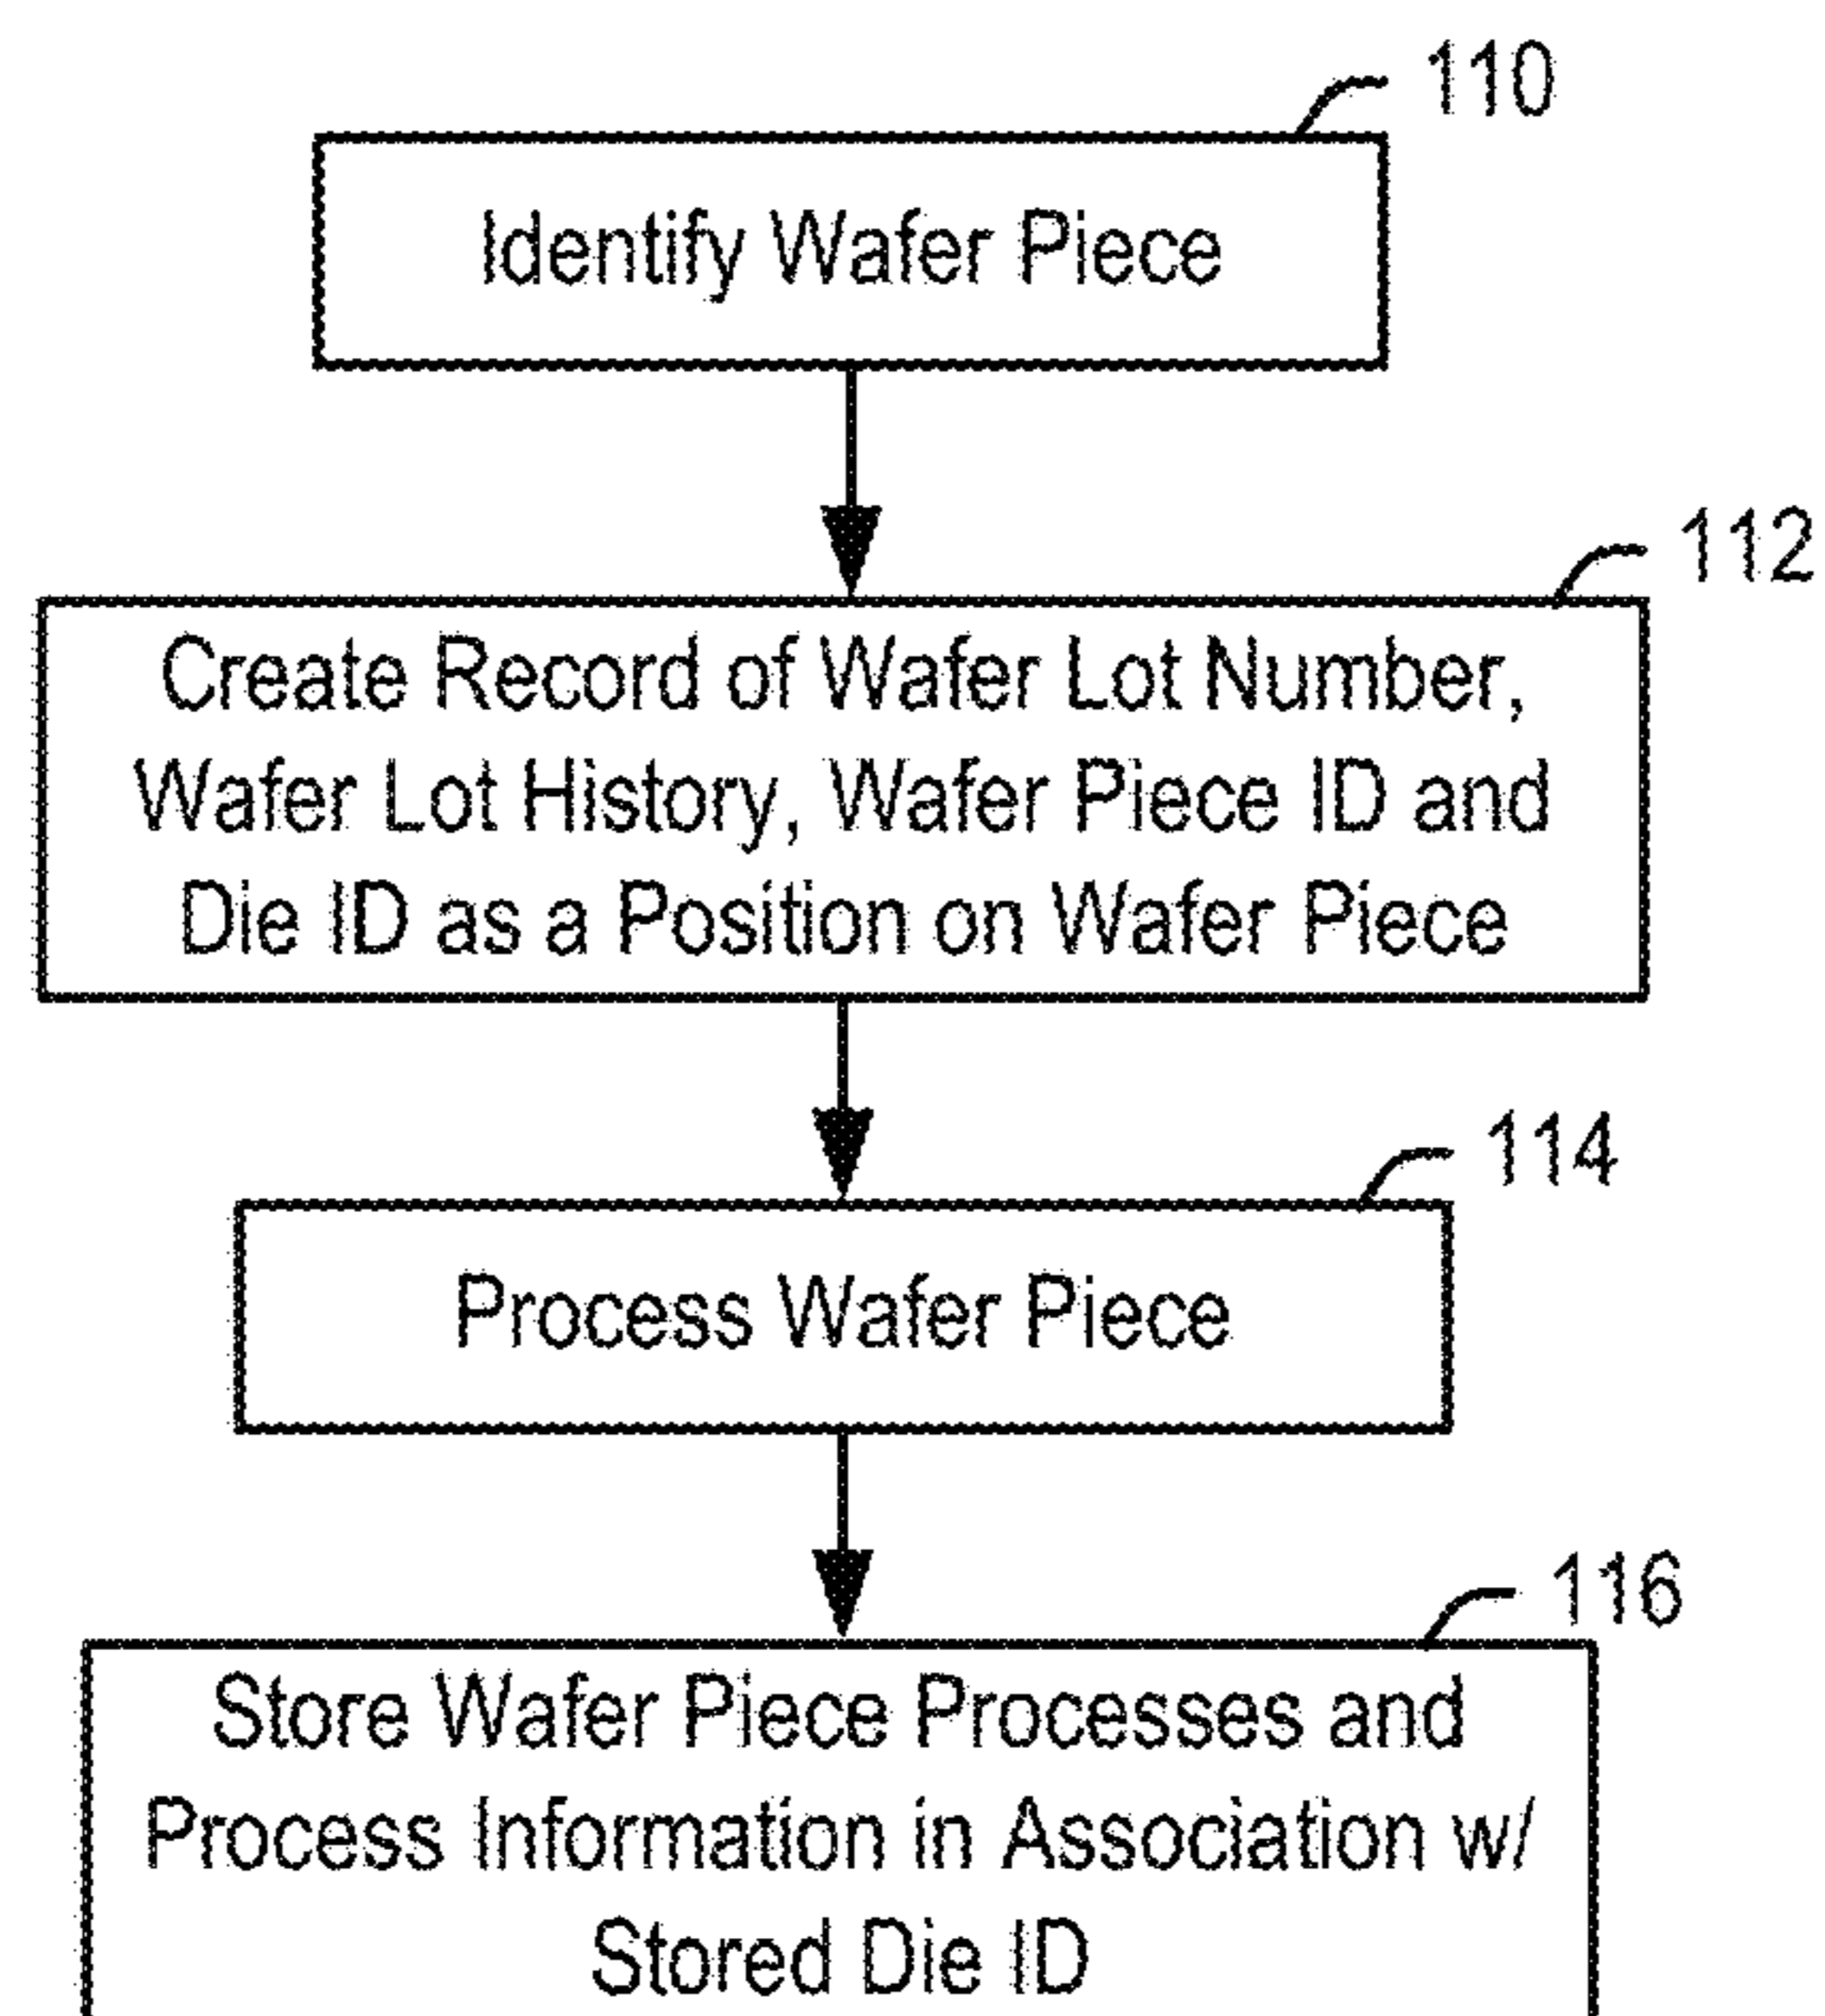 110
Identify Wafer Piece
112
Create Record of Wafer Lot Number,
Wafer Lot History, Wafer Piece ID and
Die ID as a Position on Wafer Piece
114
Process Wafer Piece
116
Store Wafer Piece Processes and
Process Information in Association w/
Stored Die ID